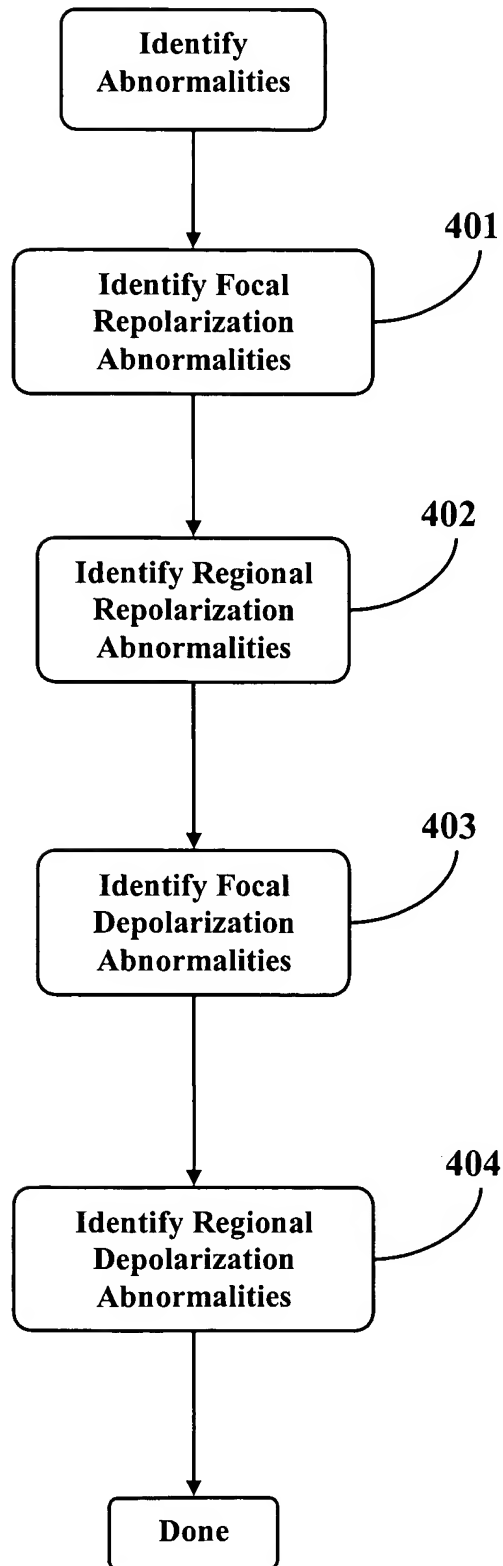 Identify
Abnormalities
401
Identify Focal
Repolarization
Abnormalities
402
Identify Regional
Repolarization
Abnormalities
403
Identify Focal
Depolarization
Abnormalities
404
Identify Regional
Depolarization
Abnormalities
Done